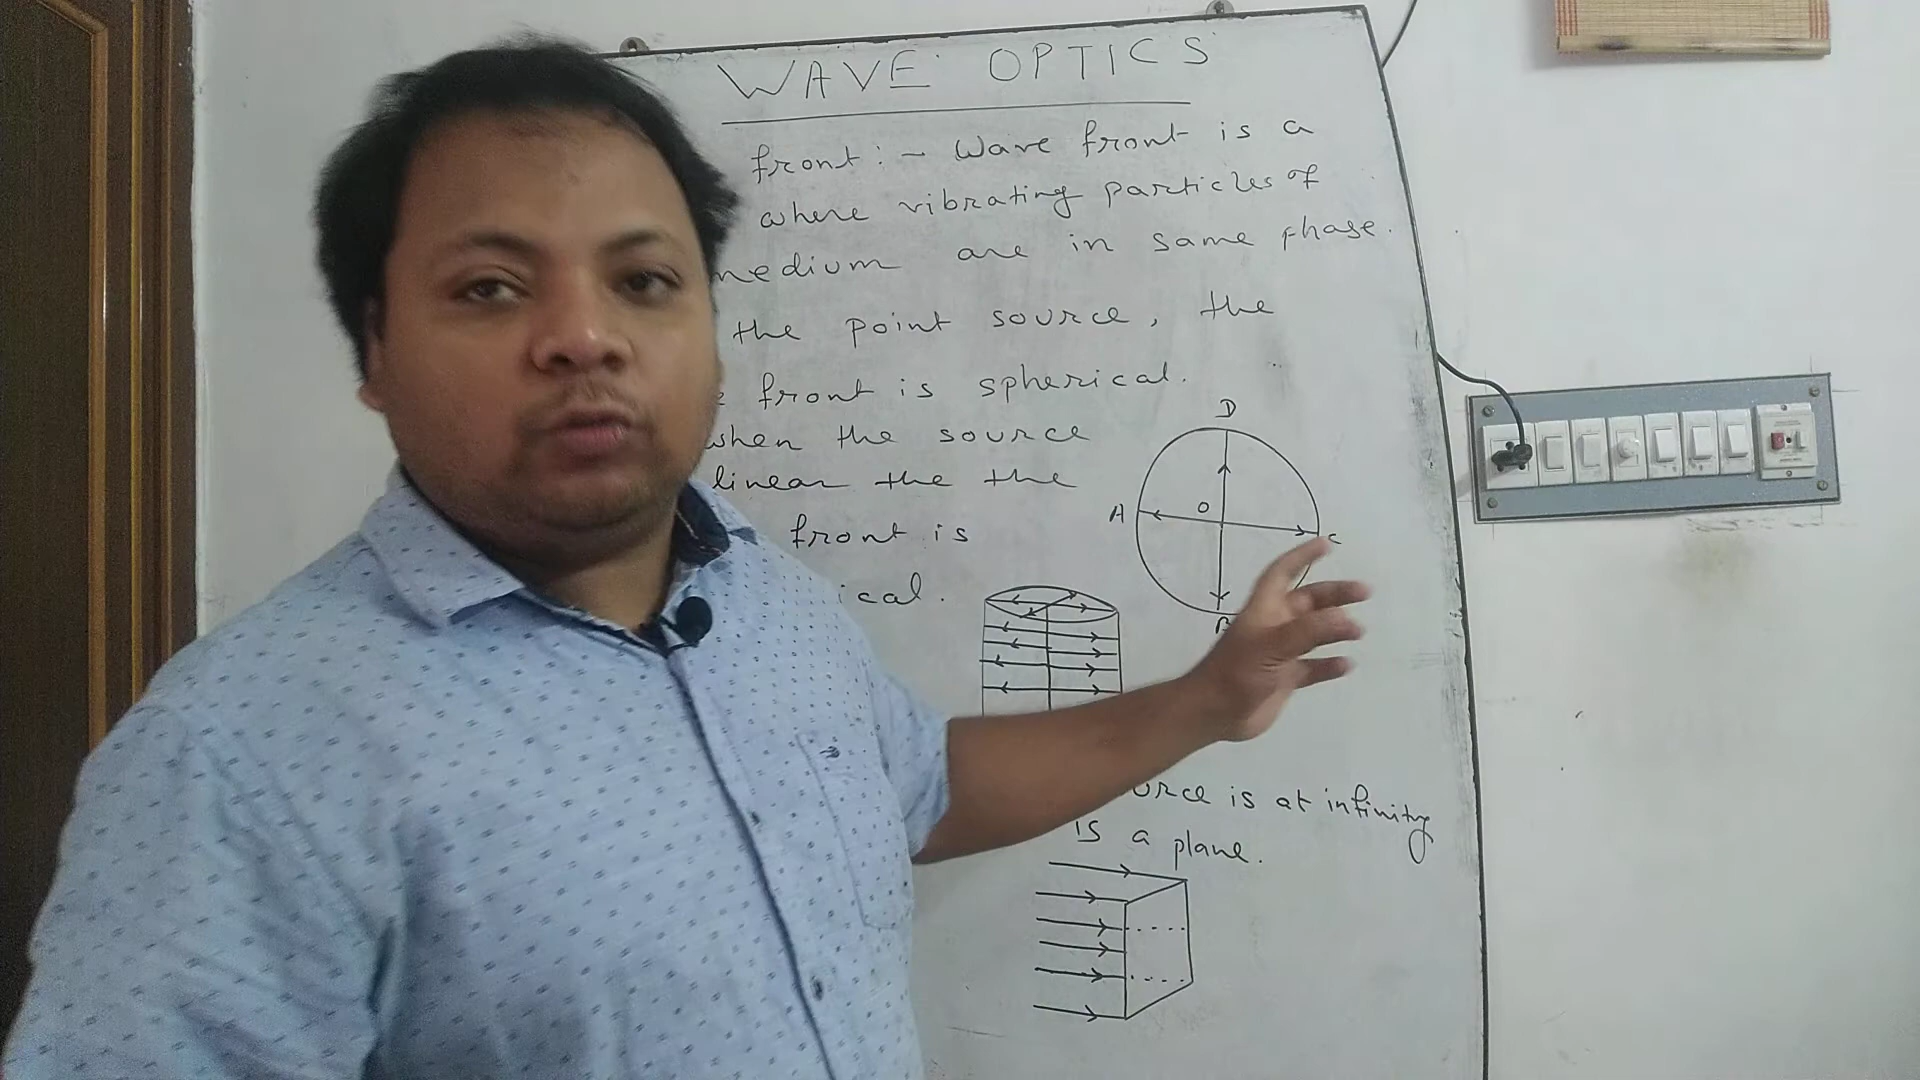 WAVE OPTICS
front :- Wave front is a
where vibrating particles of
medium are in same phase.
the point source, the
front is spherical.
when the source
linear the the
front is
ical.
D
A
O
C
B
is at infinity
is a plane.